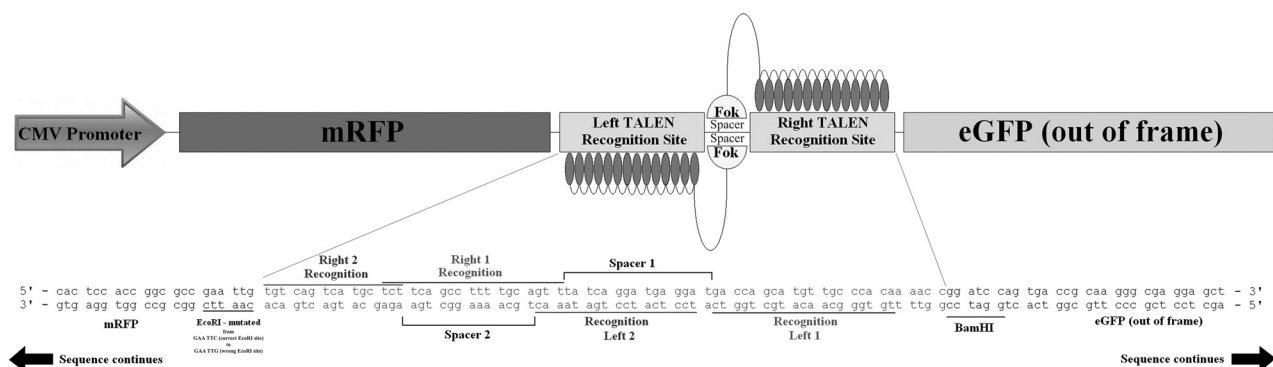 CMV Promoter
mRFP
Left TALEN
Recognition Site
Fok
Spacer
Spacer
Fok
Right TALEN
Recognition Site
eGFP (out of frame)
Right 2
Recognition
Right 1
Recognition
Spacer 1
5' - cac tcc acc ggc gcc gaa ttg tgt cag tca tgc tct tca gcc ttt tgc agt tta tca gga tga gga tga cca gca tgt tgc cca caa aac cgg atc cag tga ccg caa ggg cga gga gct - 3'
3' - gtg agg tgg ccg cgg ctt aac aca gtc agt acg aga agt cgg aaa acg tca aat agt cct act cct act ggt cgt aca acg ggt gtt ttg gcc tag gtc act ggc gtt ccc gct cct cga - 5'
mRFP
EcoRI - mutated
from
GAA TTC (correct EcoRI site)
to
GAA TTG (wrong EcoRI site)
Spacer 2
Recognition
Left 2
Recognition
Left 1
BamHI
eGFP (out of frame)
Sequence continues
Sequence continues